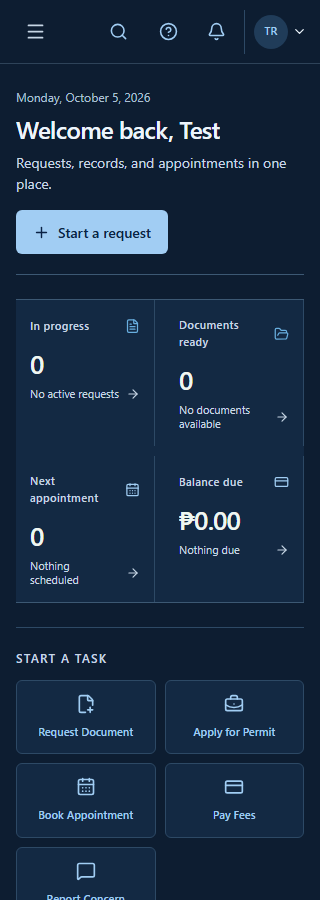 TR
Monday, October 5, 2026
Welcome back, Test
Requests, records, and appointments in one
place.
Start a request
In progress
0
No active requests
Documents
ready
0
No documents
available
Next
appointment
0
Nothing
scheduled
Balance due
₱0.00
Nothing due
START A TASK
Request Document
Apply for Permit
Book Appointment
Pay Fees
Report Concern